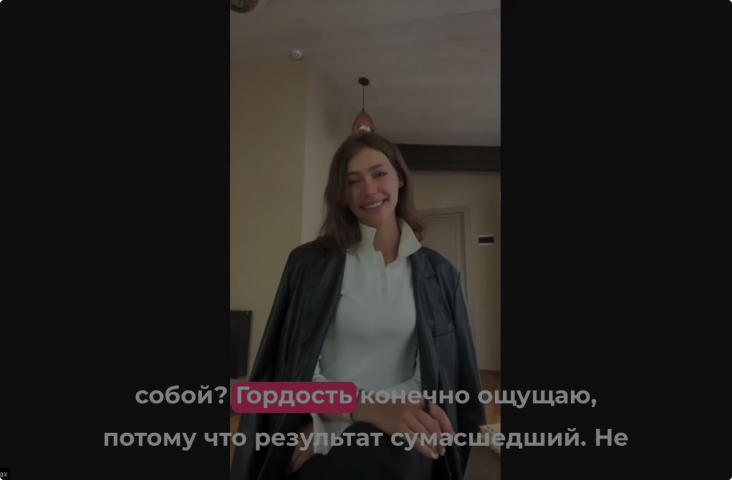 собой? Гордость конечно ощущаю,
потому что результат сумасшедший. Не